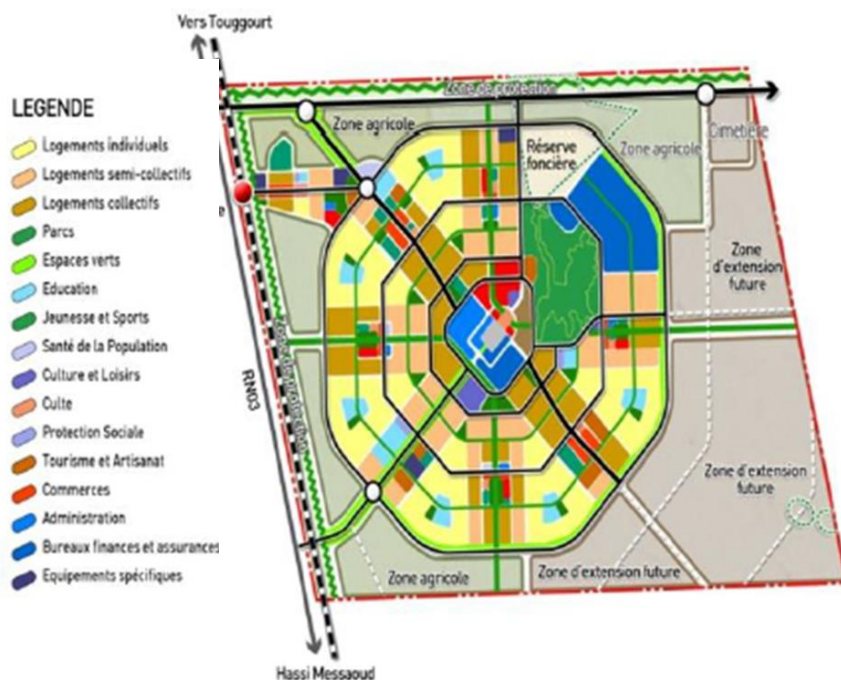 Vers Touggourt
LEGENDE
Logements individuels
Logements semi-collectifs
Logements collectifs
Parcs
Espaces verts
Education
Jeunesse et Sports
Santé de la Population
Culture et Loisirs
Culte
Protection Sociale
Tourisme et Artisanat
Commerces
Administration
Bureaux finances et assurances
Equipements spécifiques
Zone de protection
Zone agricole
Réserve
foncière
Zone agricole
Cimetière
Zone
d'extension
future
e
RN03
Zone d'extension
future
Zone agricole
Zone d'extension future
Hassi Messaoud